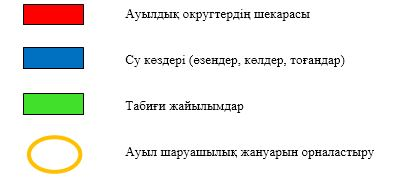 Ауылдық округтердің шекарасы
Су көздері (өзендер, көлдер, тоғандар)
Табиғи жайылымдар
Ауыл шаруашылық жануарын орналастыру